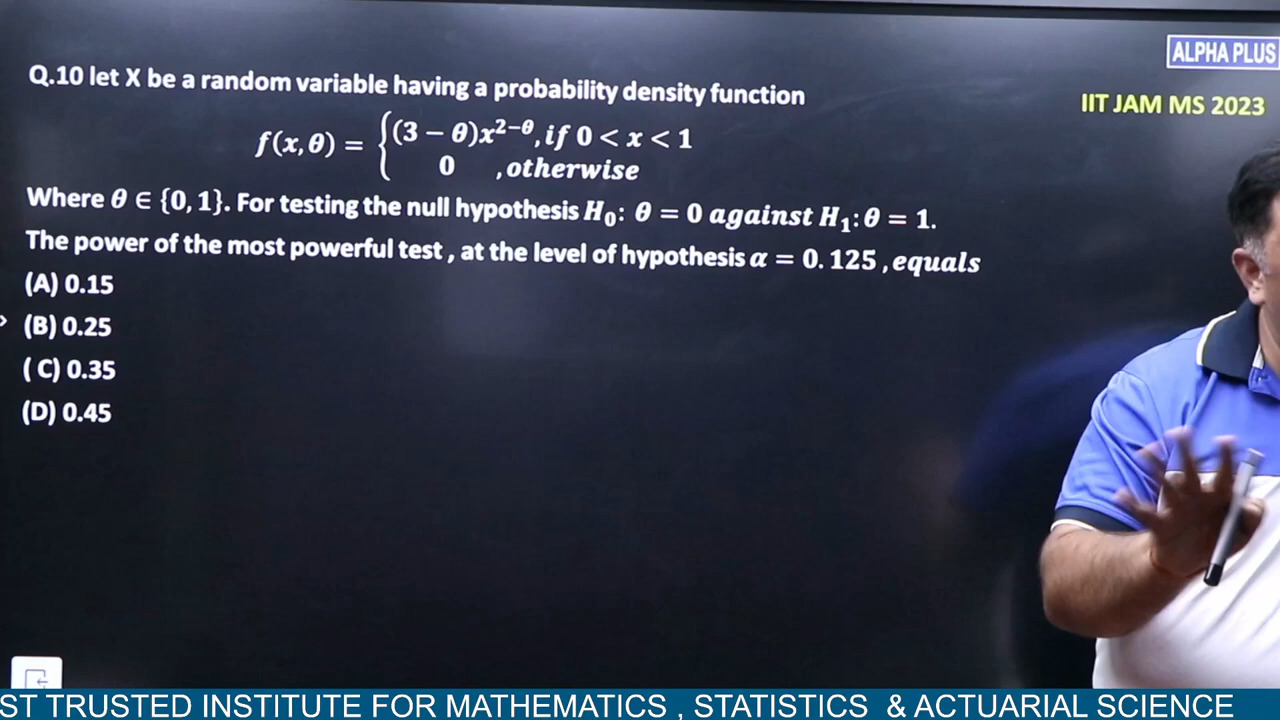 ALPHA PLUS
Q.10 let X be a random variable having a probability density function
IIT JAM MS 2023
f(x, θ) = {(3 − θ)x^{2−θ}, if 0 < x < 1
0 , otherwise
Where θ ∈ {0, 1}. For testing the null hypothesis H₀: θ = 0 against H₁:θ = 1.
The power of the most powerful test , at the level of hypothesis α = 0. 125 , equals
(A) 0.15
(B) 0.25
( C) 0.35
(D) 0.45
ST TRUSTED INSTITUTE FOR MATHEMATICS , STATISTICS & ACTUARIAL SCIENCE